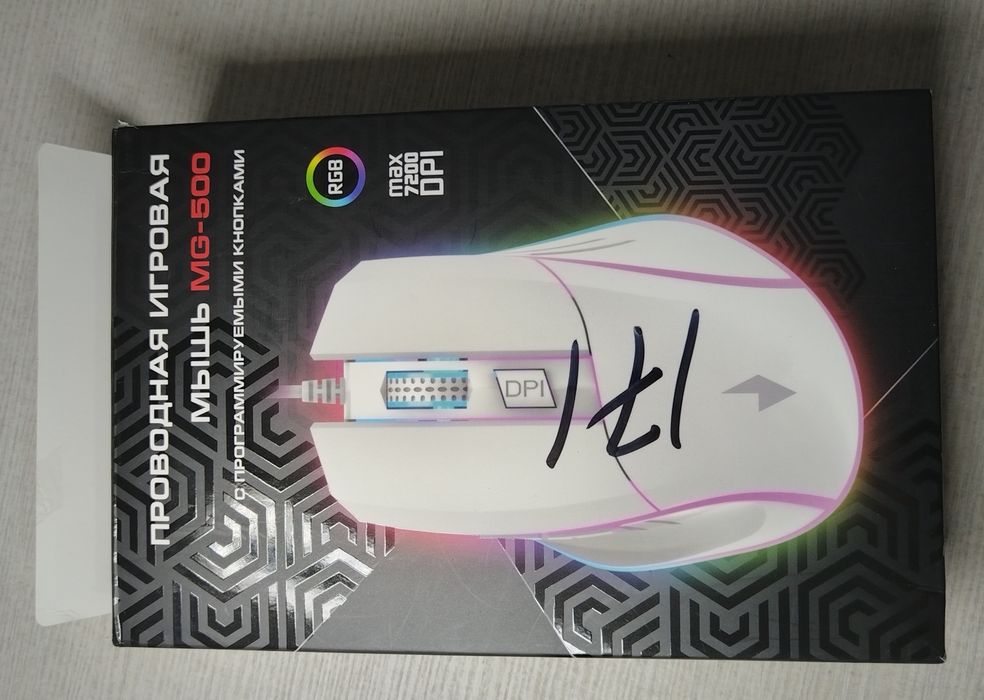 ПРОВОДНАЯ ИГРОВАЯ
МЫШЬ MG-500
С ПРОГРАММИРУЕМЫМИ КНОПКАМИ
RGB
max
7200
DPI
DPI
171